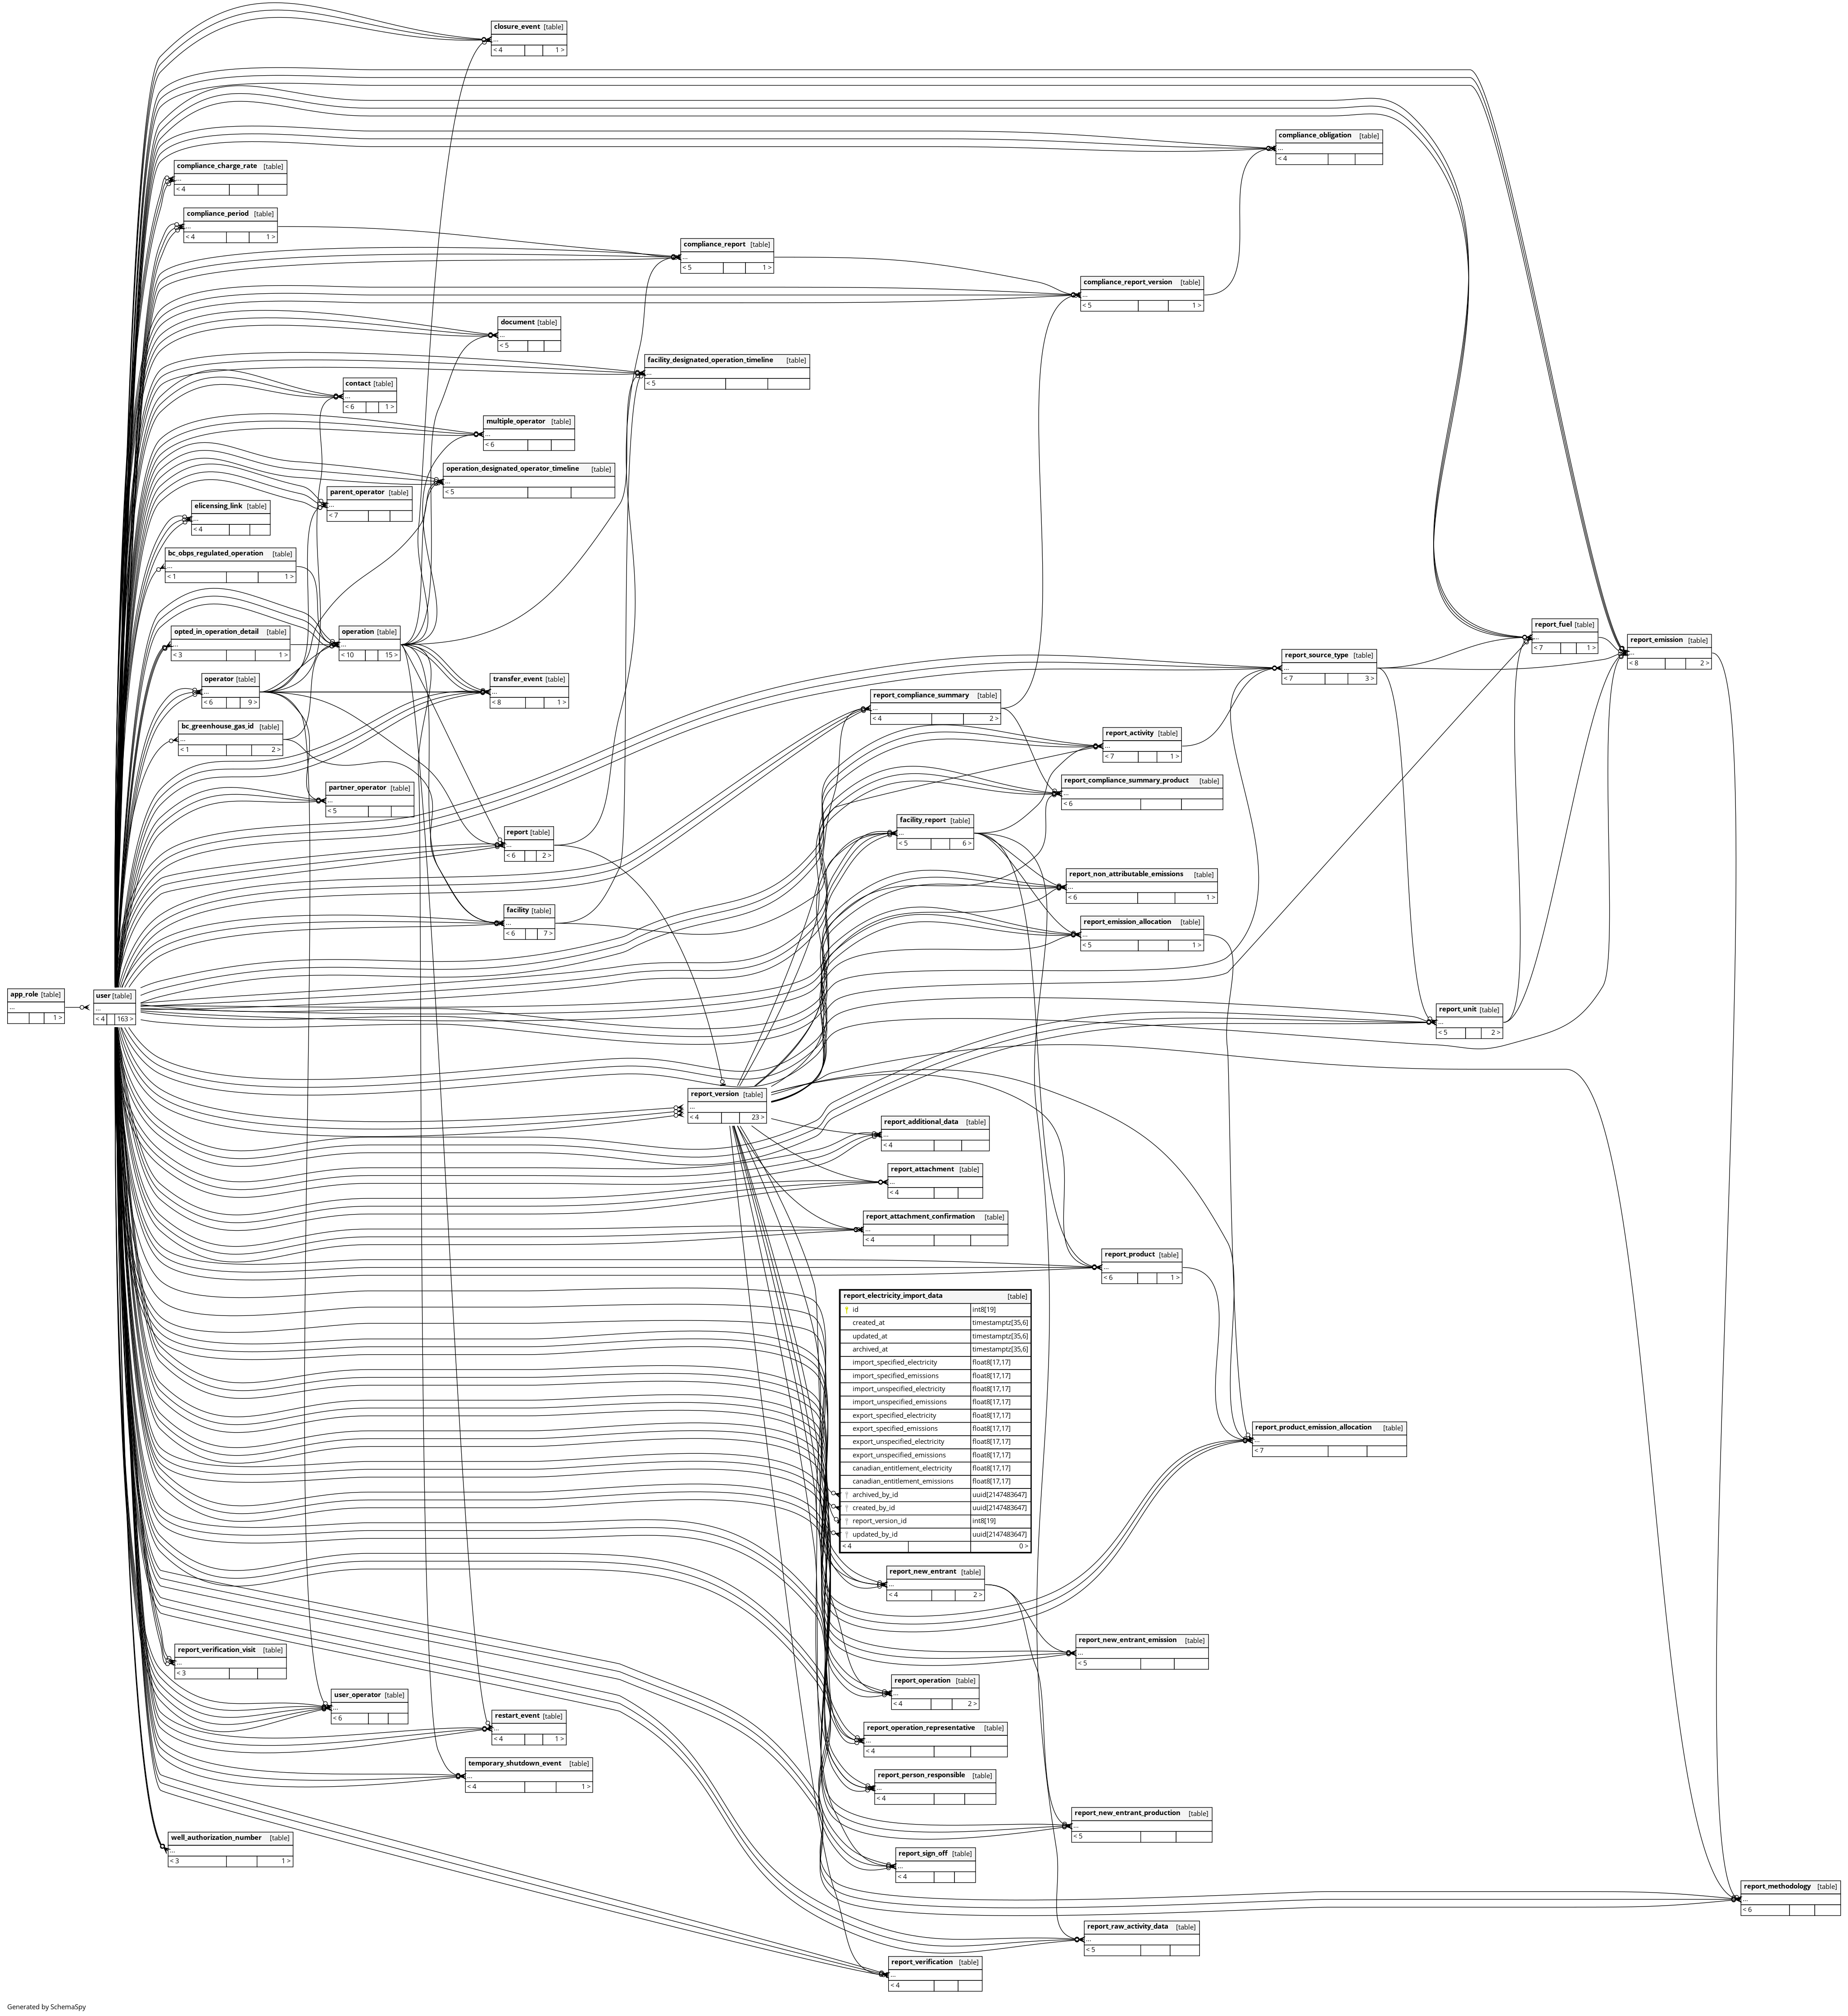 closure_event [table]
...
< 4 1 >
compliance_obligation [table]
...
< 4
compliance_charge_rate [table]
...
< 4
compliance_period [table]
...
< 4 1 >
compliance_report [table]
...
< 5 1 >
compliance_report_version [table]
...
< 5 1 >
document [table]
...
< 5
facility_designated_operation_timeline [table]
...
< 5
contact [table]
...
< 6 1 >
multiple_operator [table]
...
< 6
operation_designated_operator_timeline [table]
...
< 5
parent_operator [table]
...
< 7
elicensing_link [table]
...
< 4
bc_obps_regulated_operation [table]
...
< 1 1 >
opted_in_operation_detail [table]
...
< 3 1 >
operation [table]
...
< 10 15 >
report_fuel [table]
...
< 7 1 >
report_emission [table]
...
< 8 2 >
report_source_type [table]
...
< 7 3 >
operator [table]
...
< 6 9 >
transfer_event [table]
...
< 8 1 >
report_compliance_summary [table]
...
< 4 2 >
bc_greenhouse_gas_id [table]
...
< 1 2 >
report_activity [table]
...
< 7 1 >
report_compliance_summary_product [table]
...
< 6
partner_operator [table]
...
< 5
facility_report [table]
...
< 5 6 >
report [table]
...
< 6 2 >
report_non_attributable_emissions [table]
...
< 6 1 >
facility [table]
...
< 6 7 >
report_emission_allocation [table]
...
< 5 1 >
app_role [table]
...
1 >
user [table]
...
< 4 163 >
report_unit [table]
...
< 5 2 >
report_version [table]
...
< 4 23 >
report_additional_data [table]
...
< 4
report_attachment [table]
...
< 4
report_attachment_confirmation [table]
...
< 4
report_product [table]
...
< 6 1 >
report_electricity_import_data [table]
id int8[19]
created_at timestamptz[35,6]
updated_at timestamptz[35,6]
archived_at timestamptz[35,6]
import_specified_electricity float8[17,17]
import_specified_emissions float8[17,17]
import_unspecified_electricity float8[17,17]
import_unspecified_emissions float8[17,17]
export_specified_electricity float8[17,17]
export_specified_emissions float8[17,17]
export_unspecified_electricity float8[17,17]
export_unspecified_emissions float8[17,17]
canadian_entitlement_electricity float8[17,17]
canadian_entitlement_emissions float8[17,17]
archived_by_id uuid[2147483647]
created_by_id uuid[2147483647]
report_version_id int8[19]
updated_by_id uuid[2147483647]
< 4 0 >
report_product_emission_allocation [table]
...
< 7
report_new_entrant [table]
...
< 4 2 >
report_new_entrant_emission [table]
...
< 5
report_verification_visit [table]
...
< 3
report_operation [table]
...
< 4 2 >
user_operator [table]
...
< 6
restart_event [table]
...
< 4 1 >
report_operation_representative [table]
...
< 4
temporary_shutdown_event [table]
...
< 4 1 >
report_person_responsible [table]
...
< 4
report_new_entrant_production [table]
...
< 5
well_authorization_number [table]
...
< 3 1 >
report_sign_off [table]
...
< 4
report_methodology [table]
...
< 6
report_raw_activity_data [table]
...
< 5
report_verification [table]
...
< 4
Generated by SchemaSpy